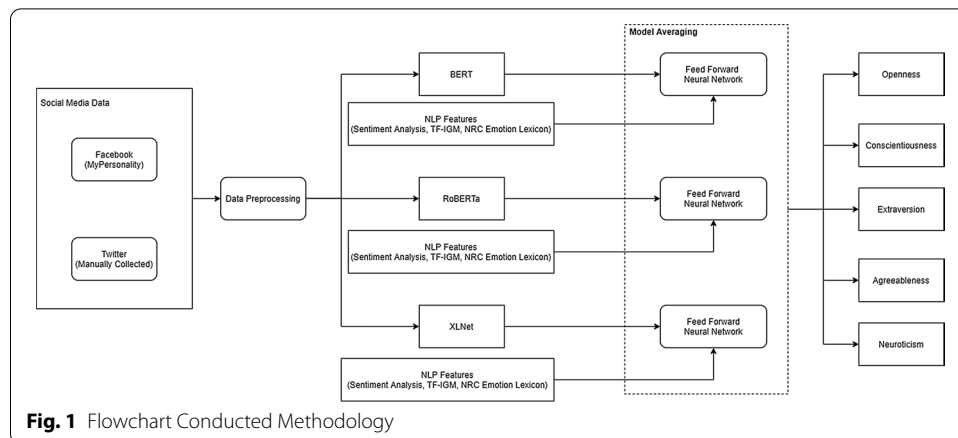 Model Averaging
BERT
Feed Forward
Neural Network
Openness
Social Media Data
NLP Features
(Sentiment Analysis, TF-IGM, NRC Emotion Lexicon)
Facebook
(MyPersonality)
Conscientiousness
Data Preprocessing
RoBERTa
Feed Forward
Neural Network
Extraversion
Twitter
(Manually Collected)
NLP Features
(Sentiment Analysis, TF-IGM, NRC Emotion Lexicon)
Agreeableness
XLNet
Feed Forward
Neural Network
Neuroticism
NLP Features
(Sentiment Analysis, TF-IGM, NRC Emotion Lexicon)
Fig. 1 Flowchart Conducted Methodology